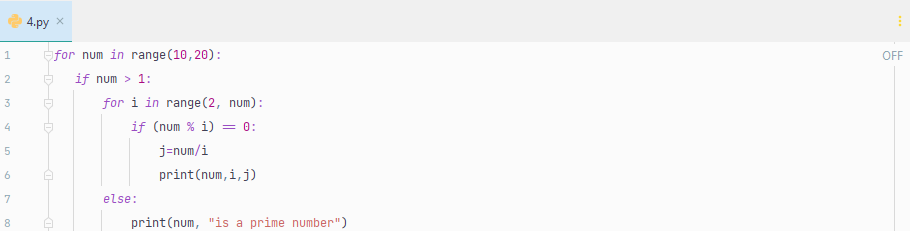 4.py
OFF
1 for num in range(10,20):
2 if num > 1:
3 for i in range(2, num):
4 if (num % i) == 0:
5 j=num/i
6 print(num,i,j)
7 else:
8 print(num, "is a prime number")